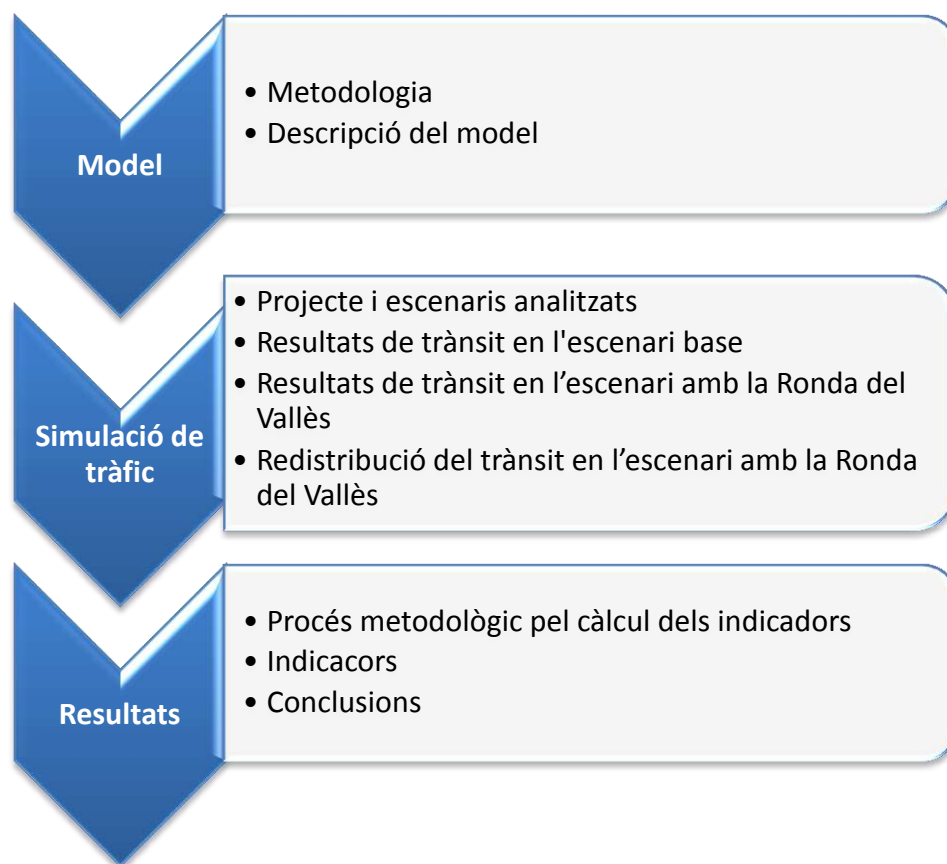 Model
• Metodologia
• Descripció del model
Simulació de
tràfic
• Projecte i escenaris analitzats
• Resultats de trànsit en l'escenari base
• Resultats de trànsit en l’escenari amb la Ronda del
Vallès
• Redistribució del trànsit en l’escenari amb la Ronda
del Vallès
Resultats
• Procés metodològic pel càlcul dels indicadors
• Indicacors
• Conclusions